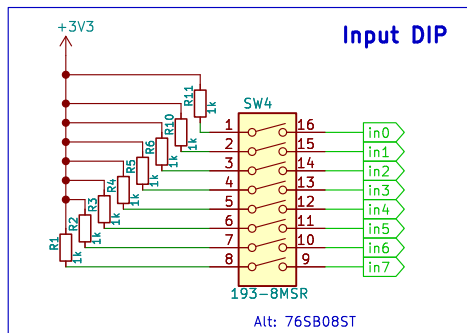 +3V3
Input DIP
SW4
R11
1k
R10
1k
R6
1k
R5
1k
R4
1k
R3
1k
R2
1k
R1
1k
1 16 in0
2 15 in1
3 14 in2
4 13 in3
5 12 in4
6 11 in5
7 10 in6
8 9 in7
193-8MSR
Alt: 76SB08ST